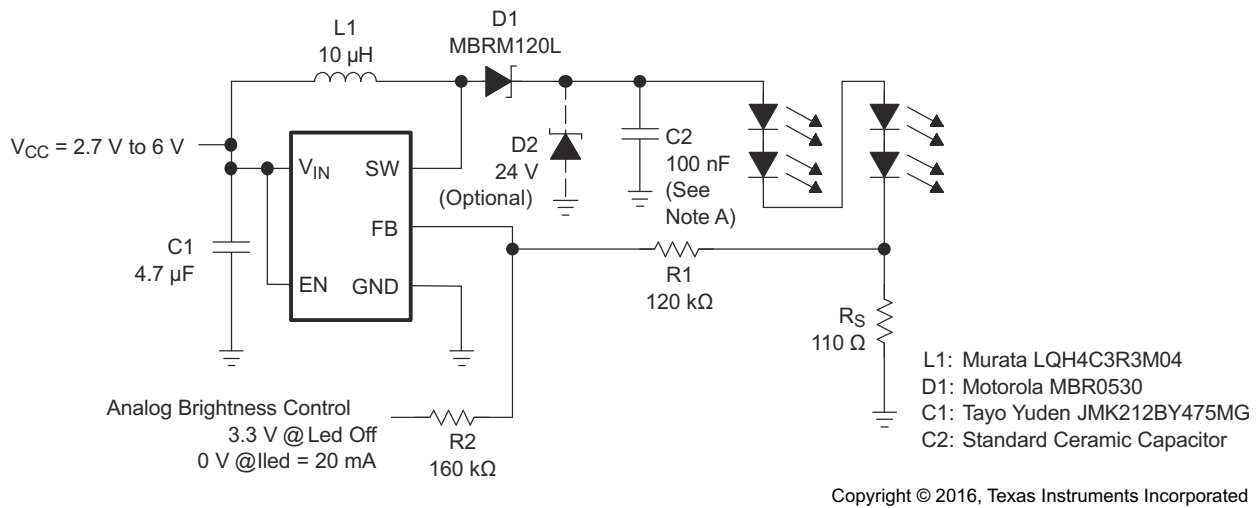 L1
10 µH
D1
MBRM120L
VCC = 2.7 V to 6 V
VIN
SW
FB
EN
GND
C1
4.7 µF
D2
24 V
(Optional)
C2
100 nF
(See
Note A)
R1
120 kΩ
RS
110 Ω
Analog Brightness Control
3.3 V @Led Off
0 V @Iled = 20 mA
R2
160 kΩ
L1: Murata LQH4C3R3M04
D1: Motorola MBR0530
C1: Tayo Yuden JMK212BY475MG
C2: Standard Ceramic Capacitor
Copyright © 2016, Texas Instruments Incorporated